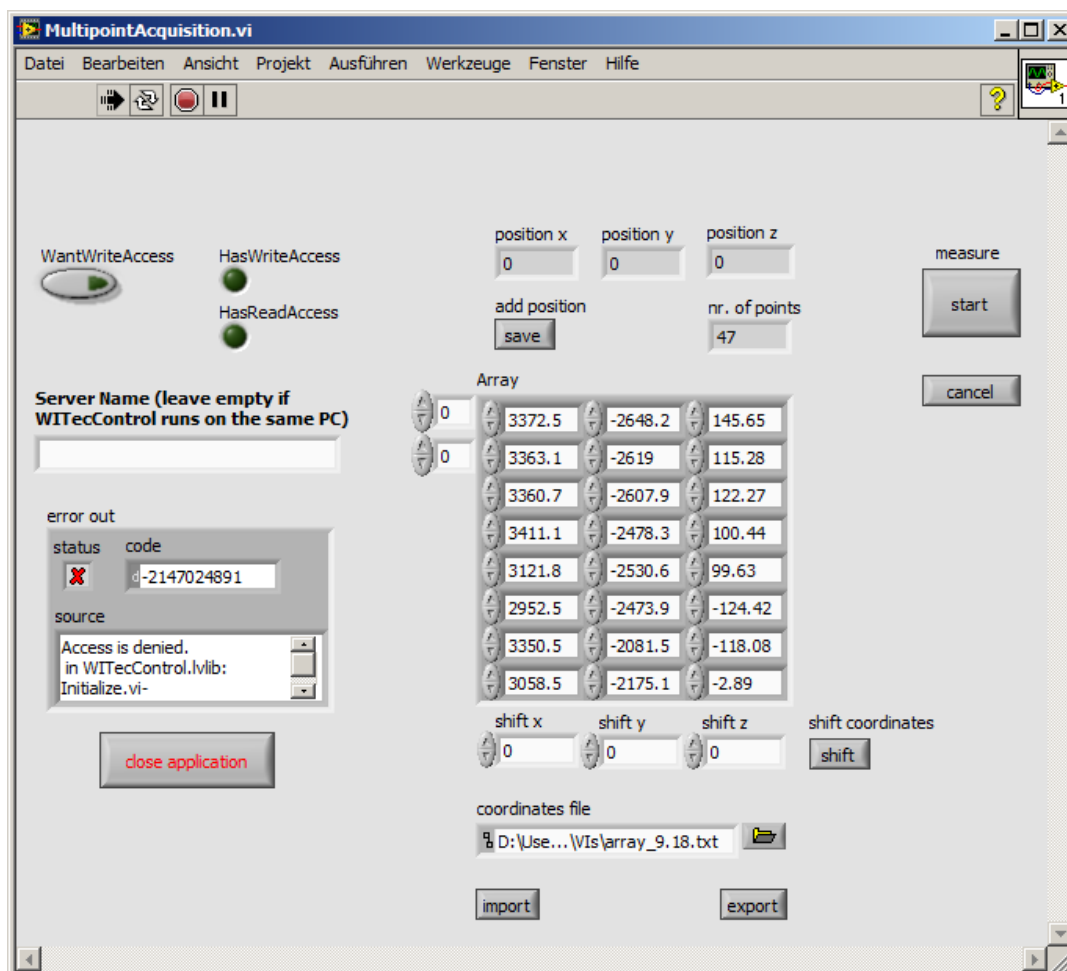 MultipointAcquisition.vi
Datei Bearbeiten Ansicht Projekt Ausführen Werkzeuge Fenster Hilfe
1
position x position y position z
0 0 0
WantWriteAccess HasWriteAccess
HasReadAccess
measure
start
add position nr. of points
save 47
cancel
Server Name (leave empty if
WITecControl runs on the same PC)
Array
0
0
3372.5 -2648.2 145.65
3363.1 -2619 115.28
3360.7 -2607.9 122.27
3411.1 -2478.3 100.44
3121.8 -2530.6 99.63
2952.5 -2473.9 -124.42
3350.5 -2081.5 -118.08
3058.5 -2175.1 -2.89
error out
status code
d -2147024891
source
Access is denied.
in WITecControl.lvlib:
Initialize.vi-
close application
shift x shift y shift z shift coordinates
0 0 0 shift
coordinates file
D:\Use...\VIs\array_9.18.txt
import export